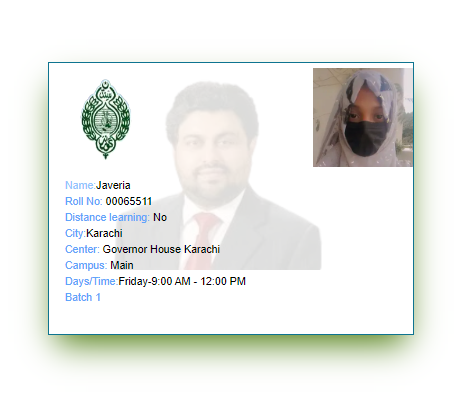 Name:Javeria
Roll No: 00065511
Distance learning: No
City:Karachi
Center: Governor House Karachi
Campus: Main
Days/Time:Friday-9:00 AM - 12:00 PM
Batch 1